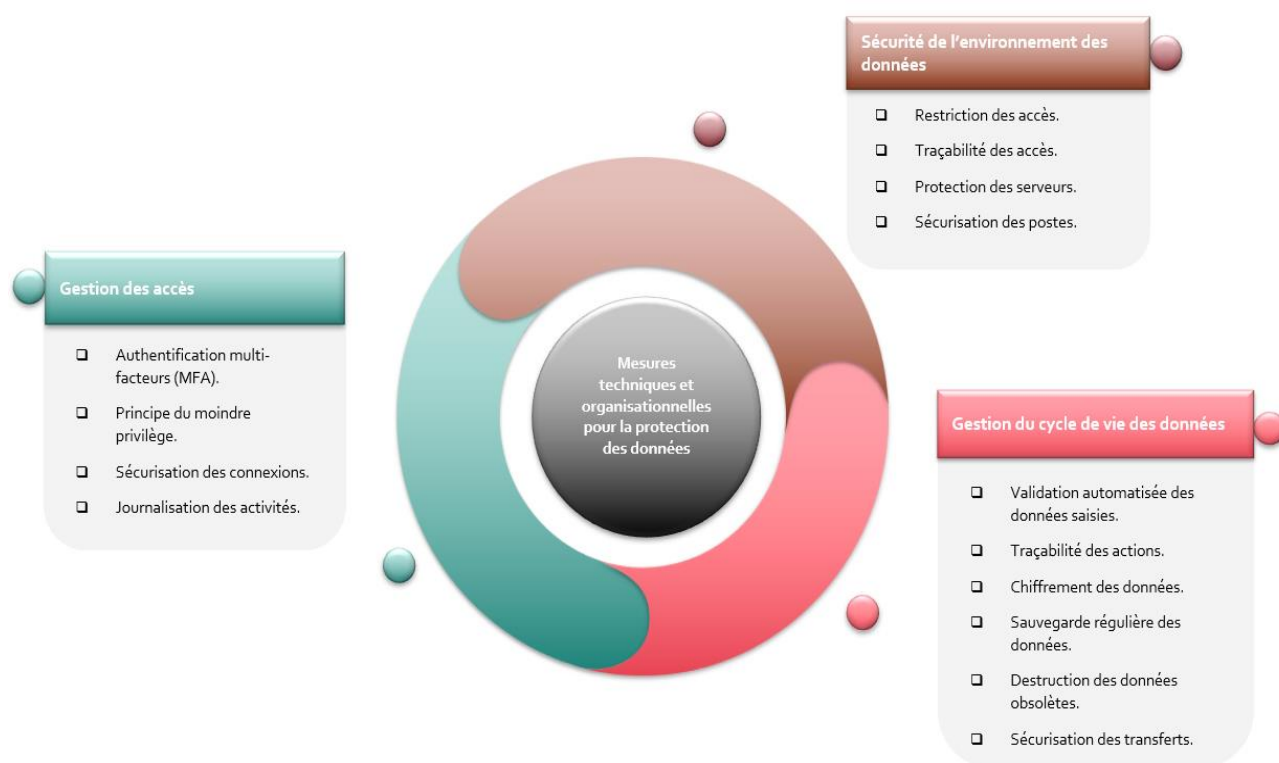 Sécurité de l'environnement des
données
Restriction des accès.
Traçabilité des accès.
Protection des serveurs.
Sécurisation des postes.
Gestion des accès
Authentification multi-
facteurs (MFA).
Principe du moindre
privilège.
Sécurisation des connexions.
Journalisation des activités.
Mesures
techniques et
organisationnelles
pour la protection
des données
Gestion du cycle de vie des données
Validation automatisée des
données saisies.
Traçabilité des actions.
Chiffrement des données.
Sauvegarde régulière des
données.
Destruction des données
obsolètes.
Sécurisation des transferts.